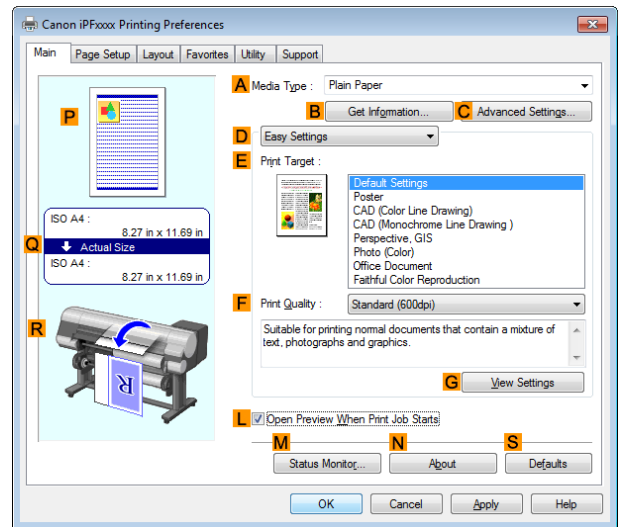 Canon iPFxxxx Printing Preferences
Main Page Setup Layout Favorites Utility Support
A Media Type : Plain Paper
B Get Information... C Advanced Settings...
P
D Easy Settings
E Print Target :
Default Settings
Poster
CAD (Color Line Drawing)
CAD (Monochrome Line Drawing )
Perspective, GIS
Photo (Color)
Office Document
Faithful Color Reproduction
ISO A4 :
8.27 in x 11.69 in
Q Actual Size
ISO A4 :
8.27 in x 11.69 in
F Print Quality : Standard (600dpi)
Suitable for printing normal documents that contain a mixture of
text, photographs and graphics.
R
R
G View Settings
L Open Preview When Print Job Starts
M N S
Status Monitor... About Defaults
OK Cancel Apply Help